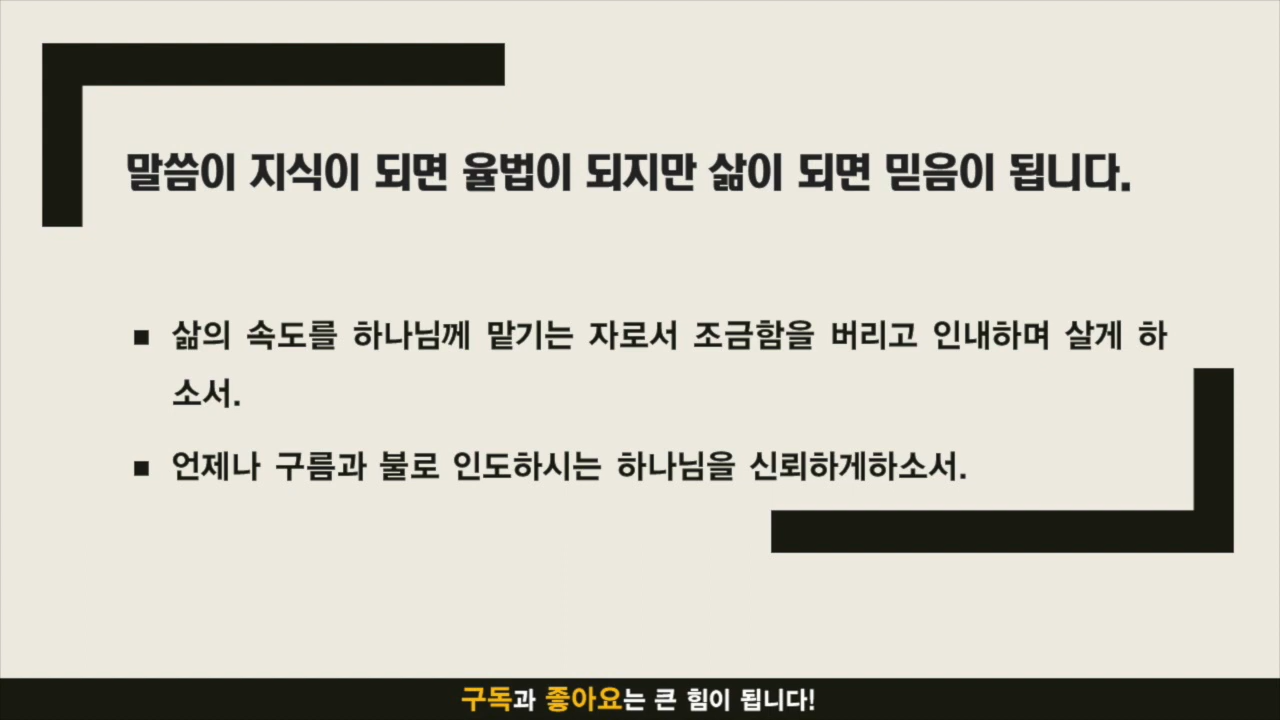 말씀이 지식이 되면 율법이 되지만 삶이 되면 믿음이 됩니다.
■ 삶의 속도를 하나님께 맡기는 자로서 조금함을 버리고 인내하며 살게 하
소서.
■ 언제나 구름과 불로 인도하시는 하나님을 신뢰하게하소서.
구독과 좋아요는 큰 힘이 됩니다!